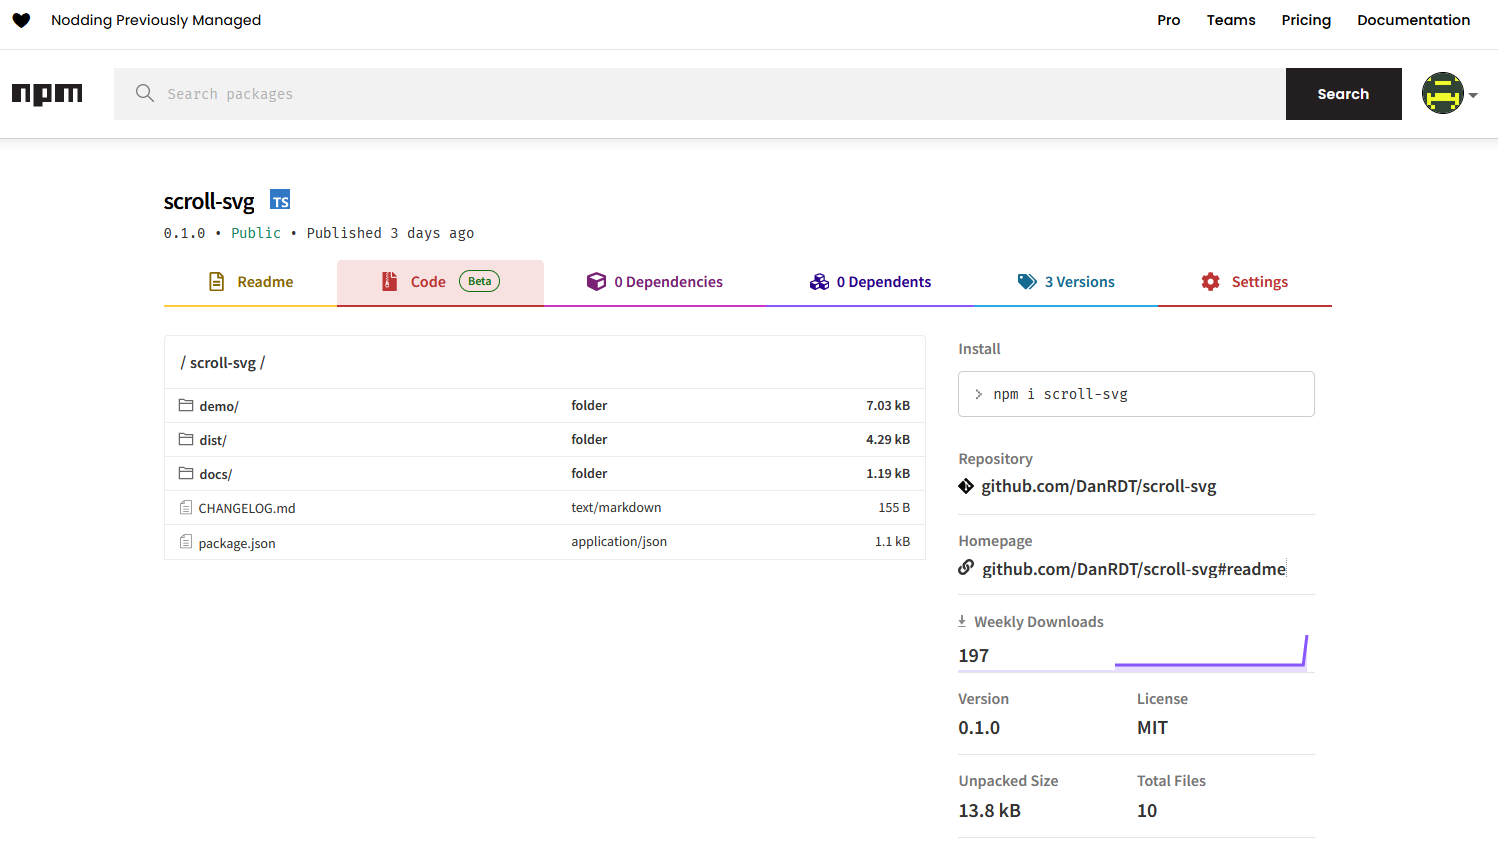 Nodding Previously Managed
Pro Teams Pricing Documentation
npm Search packages Search
scroll-svg TS
0.1.0 • Public • Published 3 days ago
Readme Code Beta 0 Dependencies 0 Dependents 3 Versions Settings
/ scroll-svg /
demo/ folder 7.03 kB
dist/ folder 4.29 kB
docs/ folder 1.19 kB
CHANGELOG.md text/markdown 155 B
package.json application/json 1.1 kB
Install
> npm i scroll-svg
Repository
github.com/DanRDT/scroll-svg
Homepage
github.com/DanRDT/scroll-svg#readme
Weekly Downloads
197
Version License
0.1.0 MIT
Unpacked Size Total Files
13.8 kB 10